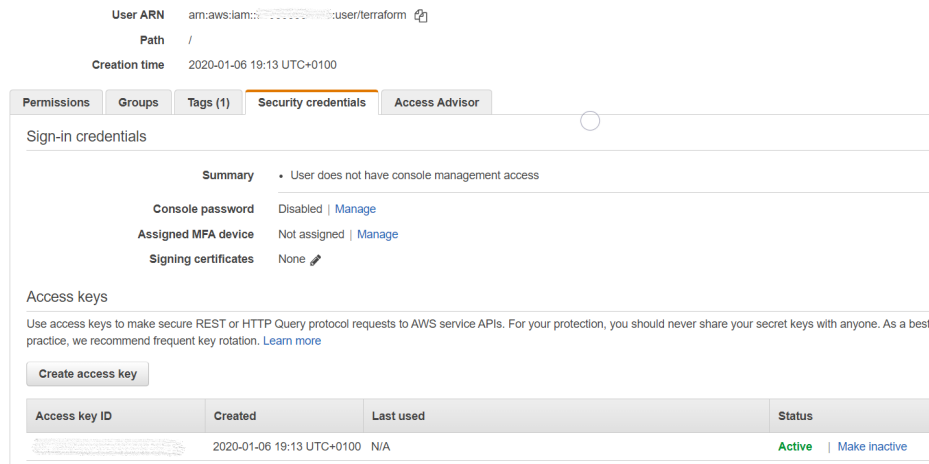 User ARN arn:aws:iam:: :user/terraform
Path /
Creation time 2020-01-06 19:13 UTC+0100
Permissions Groups Tags (1) Security credentials Access Advisor
Sign-in credentials
Summary • User does not have console management access
Console password Disabled | Manage
Assigned MFA device Not assigned | Manage
Signing certificates None
Access keys
Use access keys to make secure REST or HTTP Query protocol requests to AWS service APIs. For your protection, you should never share your secret keys with anyone. As a best
practice, we recommend frequent key rotation. Learn more
Create access key
Access key ID Created Last used Status
2020-01-06 19:13 UTC+0100 N/A Active | Make inactive